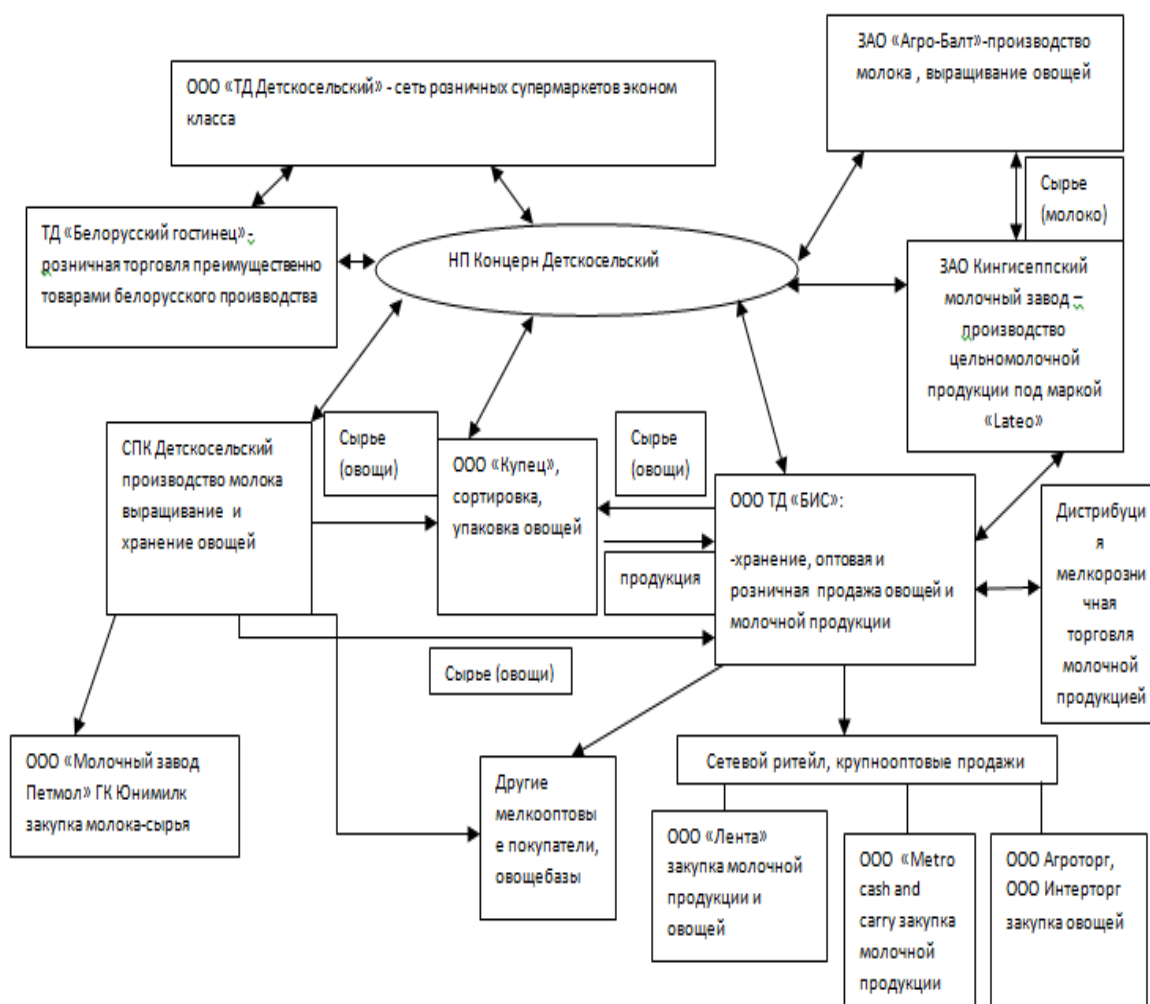 ЗАО «Агро-Балт»-производство
молока , выращивание овощей
ООО «ТД Детскосельский» - сеть розничных супермаркетов эконом
класса
Сырье
(молоко)
ТД «Белорусский гостинец» -
розничная торговля преимущественно
товарами белорусского производства
НП Концерн Детскосельский
ЗАО Кингисеппский
молочный завод –
производство
цельномолочной
продукции под маркой
«Lateo»
СПК Детскосельский
производство молока
выращивание и
хранение овощей
Сырье
(овощи)
ООО «Купец»,
сортировка,
упаковка овощей
Сырье
(овощи)
продукция
ООО ТД «БИС»:
-хранение, оптовая и
розничная продажа овощей и
молочной продукции
Дистрибуци
я
мелкорозни
чная
торговля
молочной
продукцией
Сырье (овощи)
ООО «Молочный завод
Петмол» ГК Юнимилк
закупка молока-сырья
Другие
мелкооптовы
е покупатели,
овощебазы
Сетевой ритейл, крупнооптовые продажи
ООО «Лента»
закупка молочной
продукции и
овощей
ООО «Metro
cash and
carry закупка
молочной
продукции
ООО Агроторг,
ООО Интерторг
закупка овощей